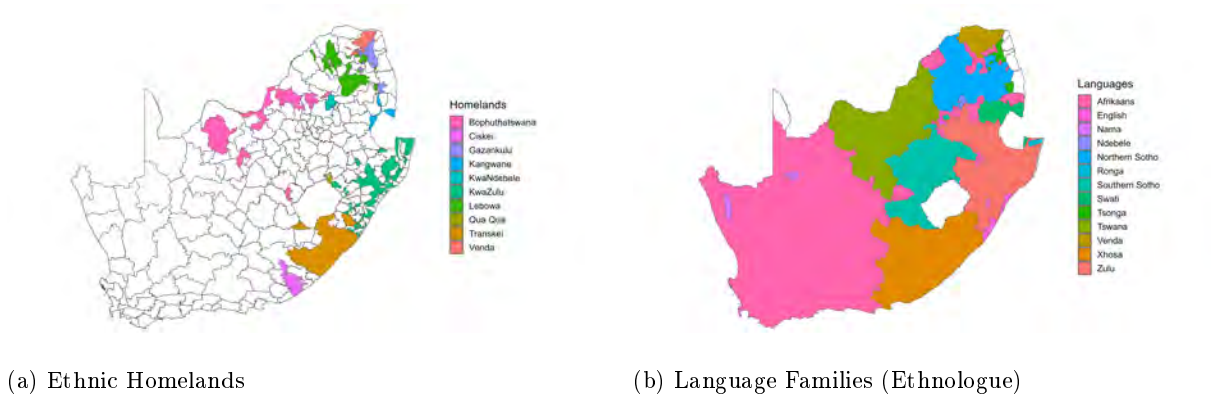 Homelands
Bophuthatswana
Ciskei
Gazankulu
Kangwane
KwaNdebele
KwaZulu
Lebowa
Qua Qua
Transkei
Venda
Languages
Afrikaans
English
Nama
Ndebele
Northern Sotho
Ronga
Southern Sotho
Swati
Tsonga
Tswana
Venda
Xhosa
Zulu
(a) Ethnic Homelands
(b) Language Families (Ethnologue)